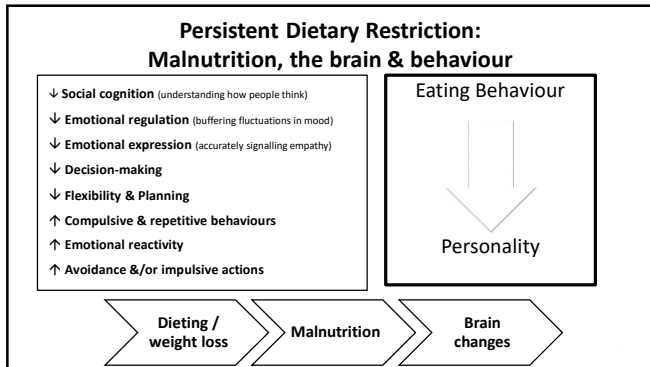 Persistent Dietary Restriction:
Malnutrition, the brain & behaviour
↓ Social cognition (understanding how people think)
↓ Emotional regulation (buffering fluctuations in mood)
↓ Emotional expression (accurately signalling empathy)
↓ Decision-making
↓ Flexibility & Planning
↑ Compulsive & repetitive behaviours
↑ Emotional reactivity
↑ Avoidance &/or impulsive actions
Eating Behaviour
Personality
Dieting /
weight loss
Malnutrition
Brain
changes